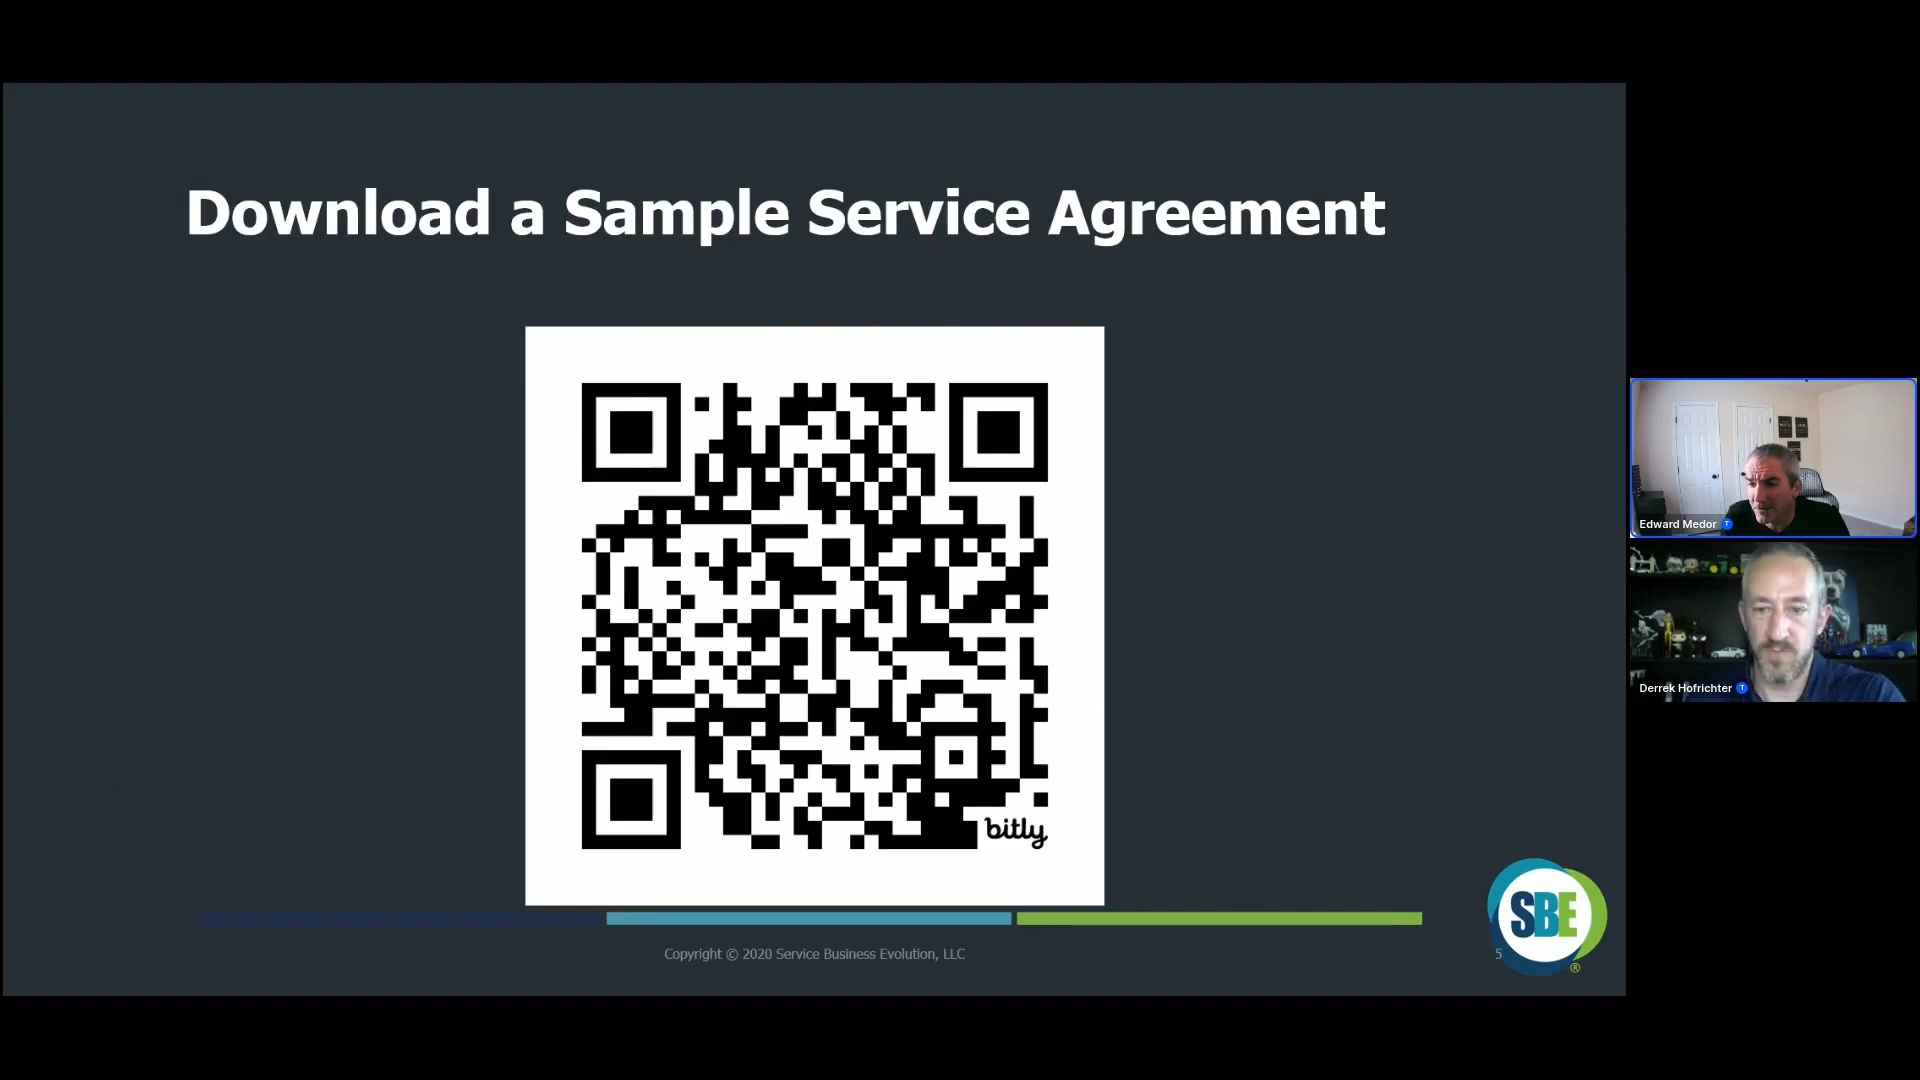 Download a Sample Service Agreement
bitly
Copyright © 2020 Service Business Evolution, LLC
5
SBE
®
Edward Medor
T
Derrek Hofrichter
T